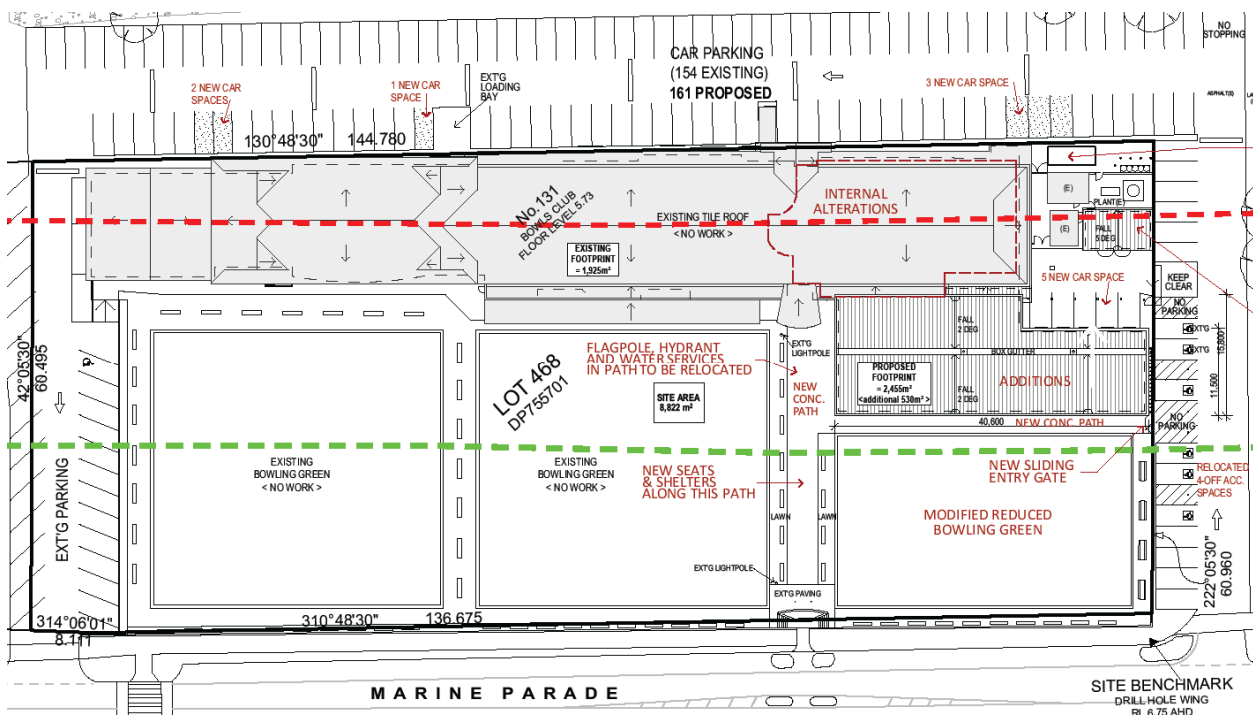 NO
STOPPING
CAR PARKING
(154 EXISTING)
161 PROPOSED
2 NEW CAR
SPACES
1 NEW CAR
SPACE
EXT'G
LOADING
BAY
3 NEW CAR SPACE
ASPHALT(E)
130°48'30" 144.780
No.131
BOWLS CLUB
FLOOR LEVEL 5.73
EXISTING TILE ROOF
< NO WORK >
EXISTING
FOOTPRINT
= 1,925m²
INTERNAL
ALTERATIONS
(E)
PLANT(E)
(E)
FALL
5 DEG
5 NEW CAR SPACE
KEEP
CLEAR
NO
PARKING
EXT'G
EXT'G
15,800
11,500
42°05'30"
60.495
EXT'G PARKING
LOT 468
DP755701
FLAGPOLE, HYDRANT
AND WATER SERVICES
IN PATH TO BE RELOCATED
EXT'G
LIGHTPOLE
SITE AREA
8,822 m²
NEW
CONC.
PATH
FALL
2 DEG
BOX GUTTER
PROPOSED
FOOTPRINT
= 2,455m²
<additional 530m² >
FALL
2 DEG
ADDITIONS
40,600
NEW CONC. PATH
NO
PARKING
EXISTING
BOWLING GREEN
< NO WORK >
EXISTING
BOWLING GREEN
< NO WORK >
NEW SEATS
& SHELTERS
ALONG THIS PATH
NEW SLIDING
ENTRY GATE
RELOCATED
4-OFF ACC.
SPACES
MODIFIED REDUCED
BOWLING GREEN
LAWN
LAWN
EXT'G LIGHTPOLE
EXT'G PAVING
222°05'30"
60.960
314°06'01"
8.111
310°48'30" 136.675
MARINE PARADE
SITE BENCHMARK
DRILL HOLE WING
RL 6.75 AHD